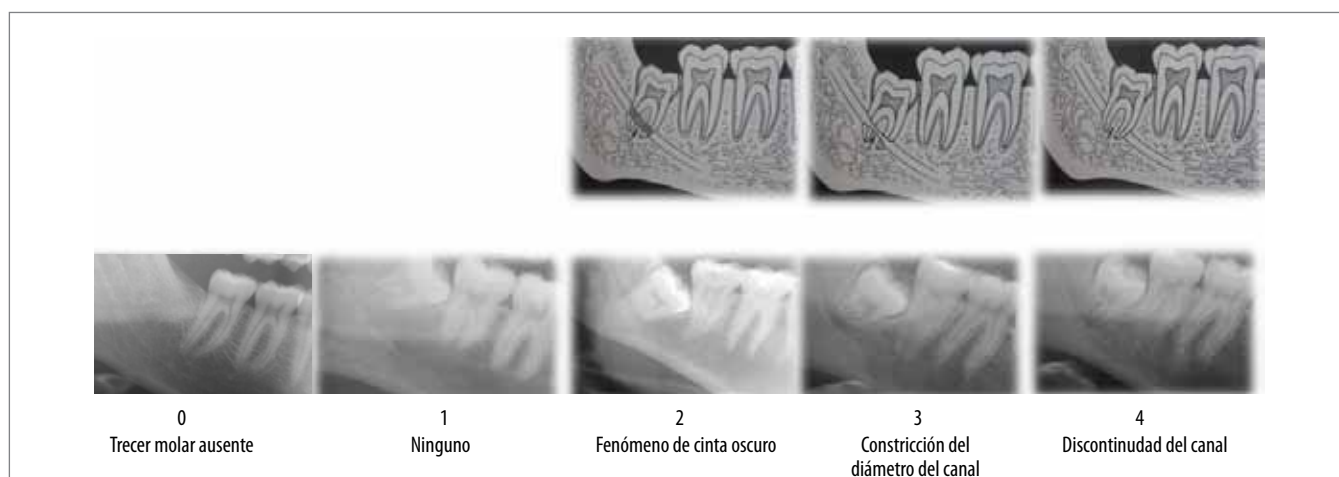 0
Trecer molar ausente
1
Ninguno
2
Fenómeno de cinta oscuro
3
Constricción del
diámetro del canal
4
Discontinudad del canal